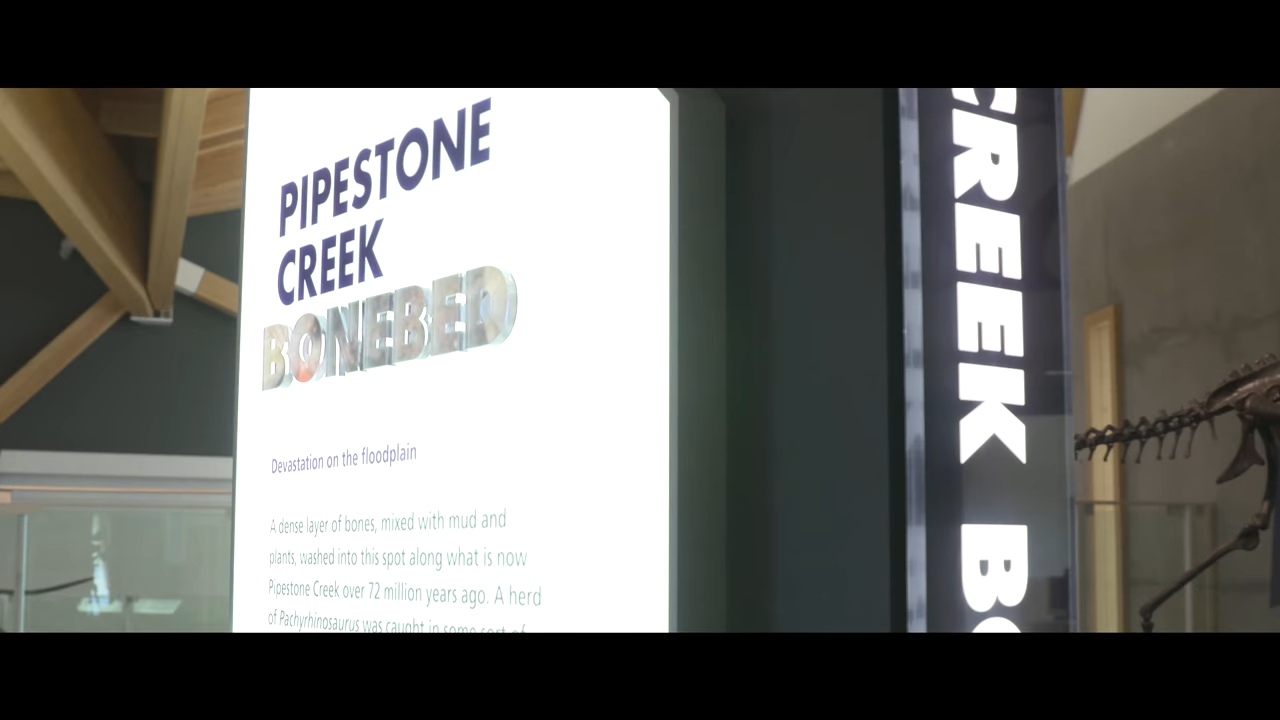 PIPESTONE
CREEK
BONEBED
Devastation on the floodplain
A dense layer of bones, mixed with mud and
plants, washed into this spot along what is now
Pipestone Creek over 72 million years ago. A herd
of Pachyrhinosaurus was caught in some sort of
CREEK BO